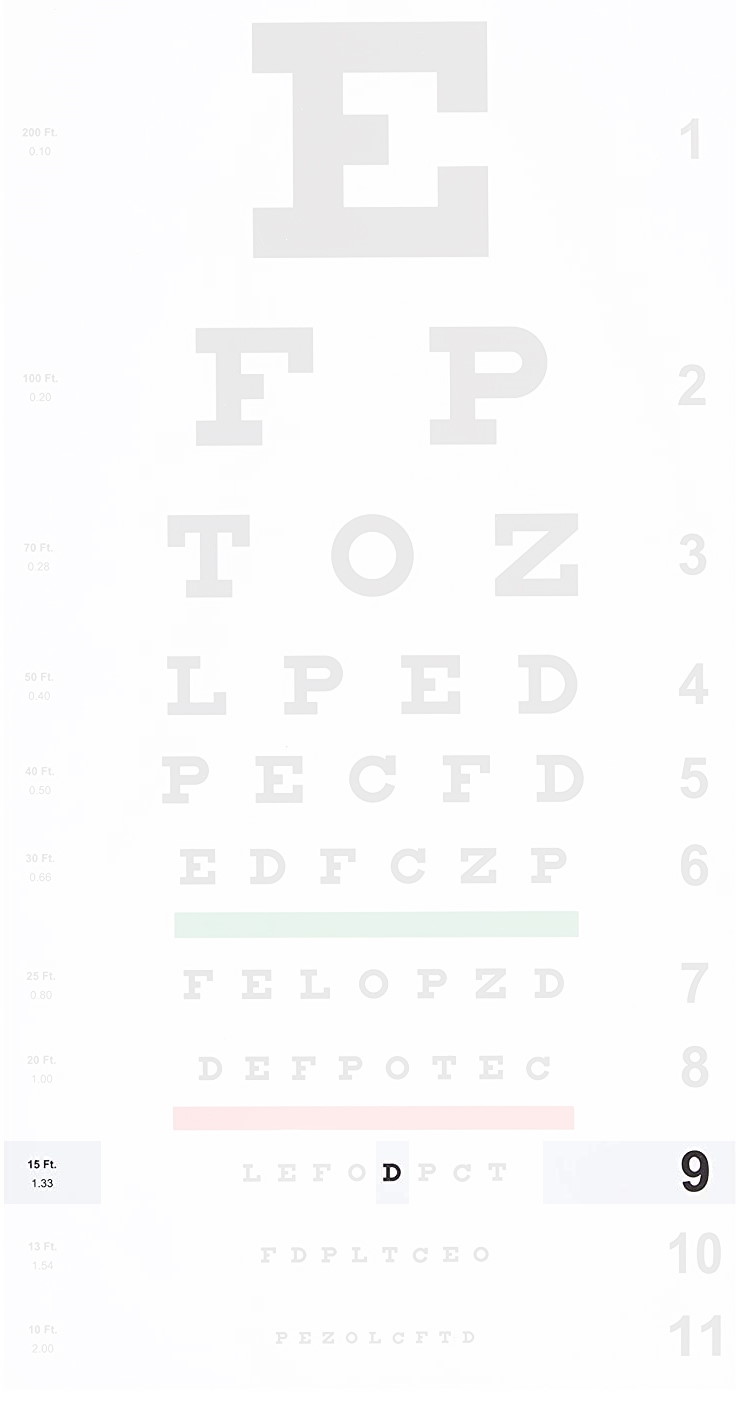 E
200 Ft.
0.10
1
F P
100 Ft.
0.20
2
T O Z
70 Ft.
0.28
3
L P E D
50 Ft.
0.40
4
P E C F D
40 Ft.
0.50
5
E D F C Z P
30 Ft.
0.66
6
F E L O P Z D
25 Ft.
0.80
7
D E F P O T E C
20 Ft.
1.00
8
L E F O D P C T
15 Ft.
1.33
9
F D P L T C E O
13 Ft.
1.54
10
P E Z O L C F T D
10 Ft.
2.00
11